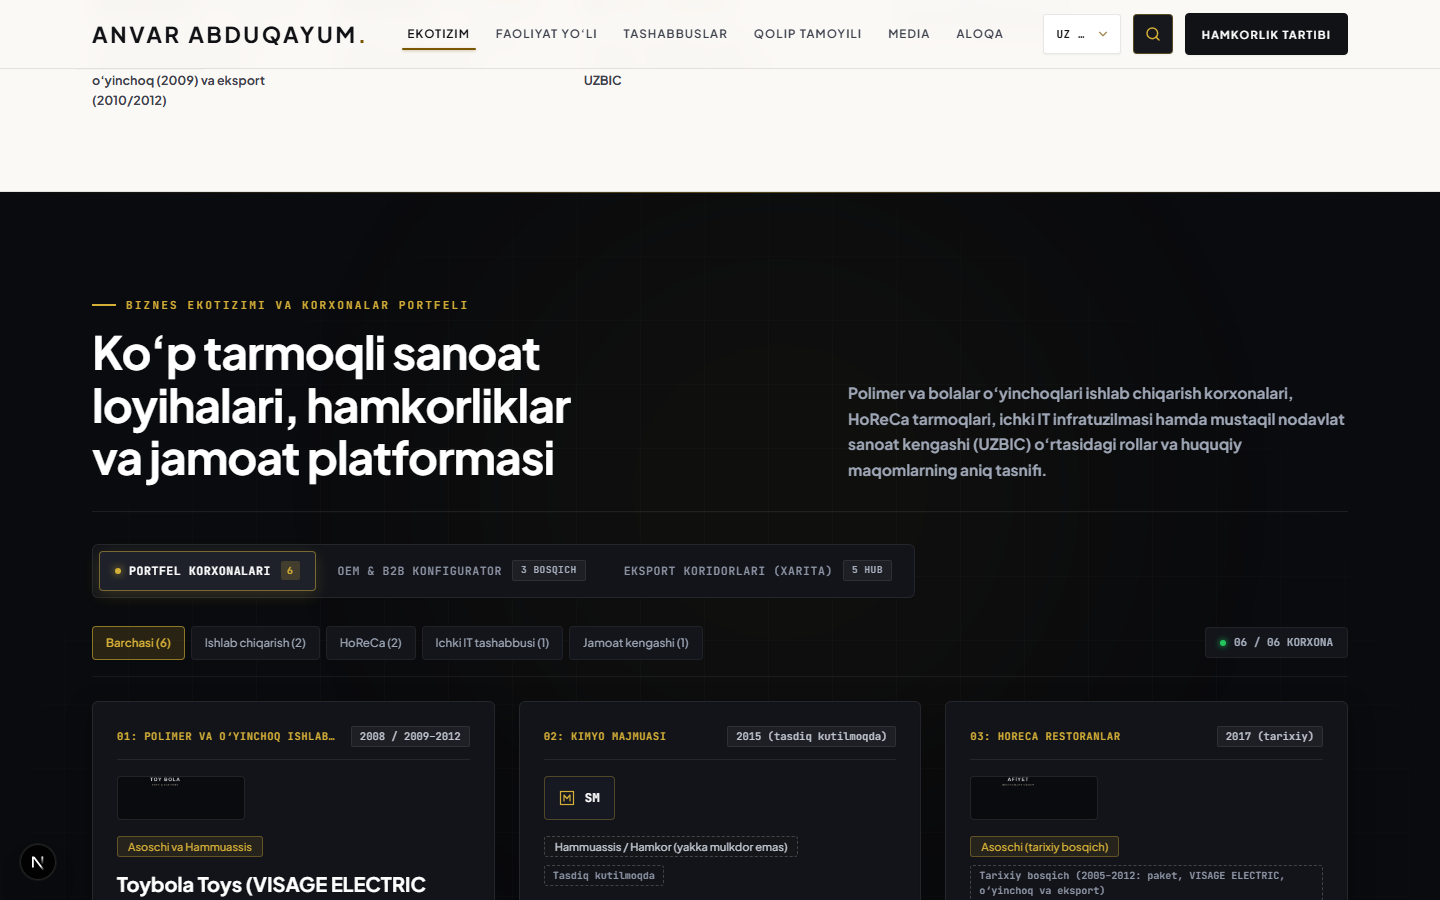 ANVAR ABDUQAYUM.
EKOTIZIM
FAOLIYAT YO‘LI
TASHABBUSLAR
QOLIP TAMOYILI
MEDIA
ALOQA
UZ …
HAMKORLIK TARTIBI
o‘yinchoq (2009) va eksport
(2010/2012)
UZBIC
BIZNES EKOTIZIMI VA KORXONALAR PORTFELI
Ko‘p tarmoqli sanoat
loyihalari, hamkorliklar
va jamoat platformasi
Polimer va bolalar o‘yinchoqlari ishlab chiqarish korxonalari,
HoReCa tarmoqlari, ichki IT infratuzilmasi hamda mustaqil nodavlat
sanoat kengashi (UZBIC) o‘rtasidagi rollar va huquqiy
maqomlarning aniq tasnifi.
PORTFEL KORXONALARI 6
OEM & B2B KONFIGURATOR 3 BOSQICH
EKSPORT KORIDORLARI (XARITA) 5 HUB
Barchasi (6)
Ishlab chiqarish (2)
HoReCa (2)
Ichki IT tashabbusi (1)
Jamoat kengashi (1)
06 / 06 KORXONA
01: POLIMER VA O‘YINCHOQ ISHLAB…
2008 / 2009–2012
TOY BOLA
Asoschi va Hammuassis
Toybola Toys (VISAGE ELECTRIC
02: KIMYO MAJMUASI
2015 (tasdiq kutilmoqda)
SM
Hammuassis / Hamkor (yakka mulkdor emas)
Tasdiq kutilmoqda
03: HORECA RESTORANLAR
2017 (tarixiy)
AFIYET
Asoschi (tarixiy bosqich)
Tarixiy bosqich (2005–2012: paket, VISAGE ELECTRIC,
o‘yinchoq va eksport)
N